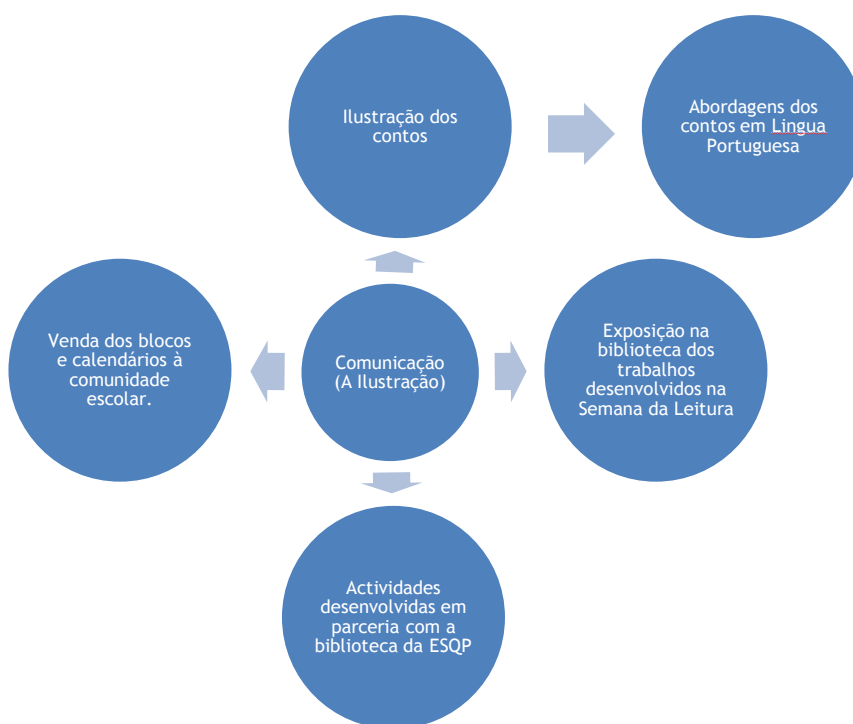 Ilustração dos
contos
Abordagens dos
contos em Lingua
Portuguesa
Venda dos blocos
e calendários à
comunidade
escolar.
Comunicação
(A Ilustração)
Exposição na
biblioteca dos
trabalhos
desenvolvidos na
Semana da Leitura
Actividades
desenvolvidas em
parceria com a
biblioteca da ESQP